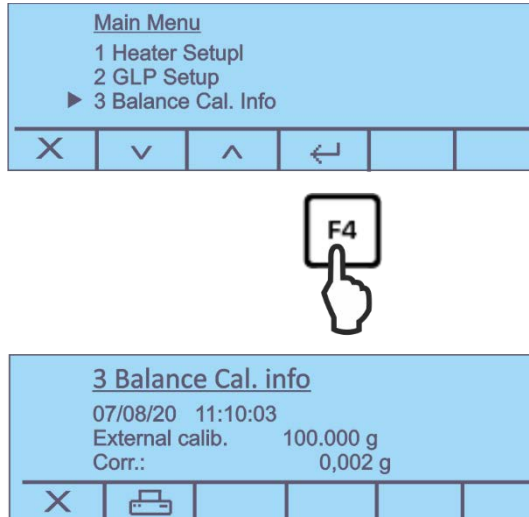 Main Menu
1 Heater Setupl
2 GLP Setup
3 Balance Cal. Info
F4
3 Balance Cal. info
07/08/20 11:10:03
External calib. 100.000 g
Corr.: 0,002 g